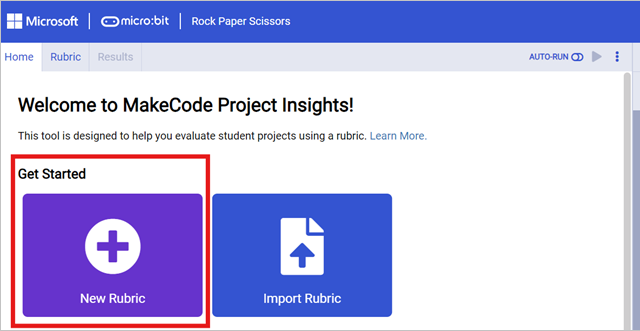 Microsoft micro:bit Rock Paper Scissors
Home Rubric Results AUTO-RUN
Welcome to MakeCode Project Insights!
This tool is designed to help you evaluate student projects using a rubric. Learn More.
Get Started
New Rubric Import Rubric